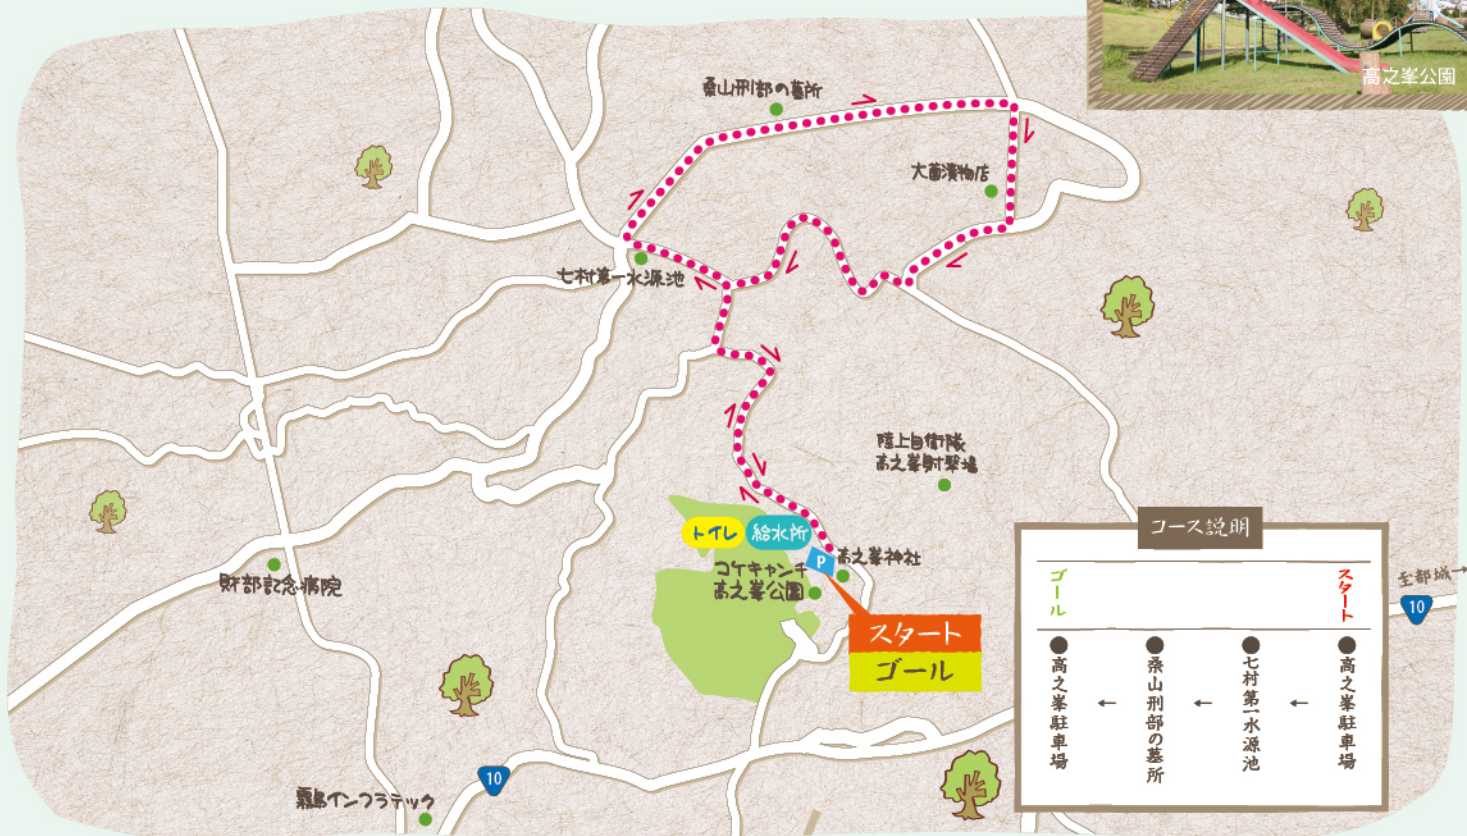 高之峯公園
桑山刑部の墓所
大薗漬物店
七村第一水源池
陸上自衛隊
高之峯射撃場
トイレ
給水所
P
高之峯神社
コケキャンチ
高之峯公園
スタート
ゴール
財部記念病院
霧島インフラテック
10
至都城→
10
コース説明
スタート
ゴール
高之峯駐車場
←
七村第一水源池
←
桑山刑部の墓所
←
高之峯駐車場